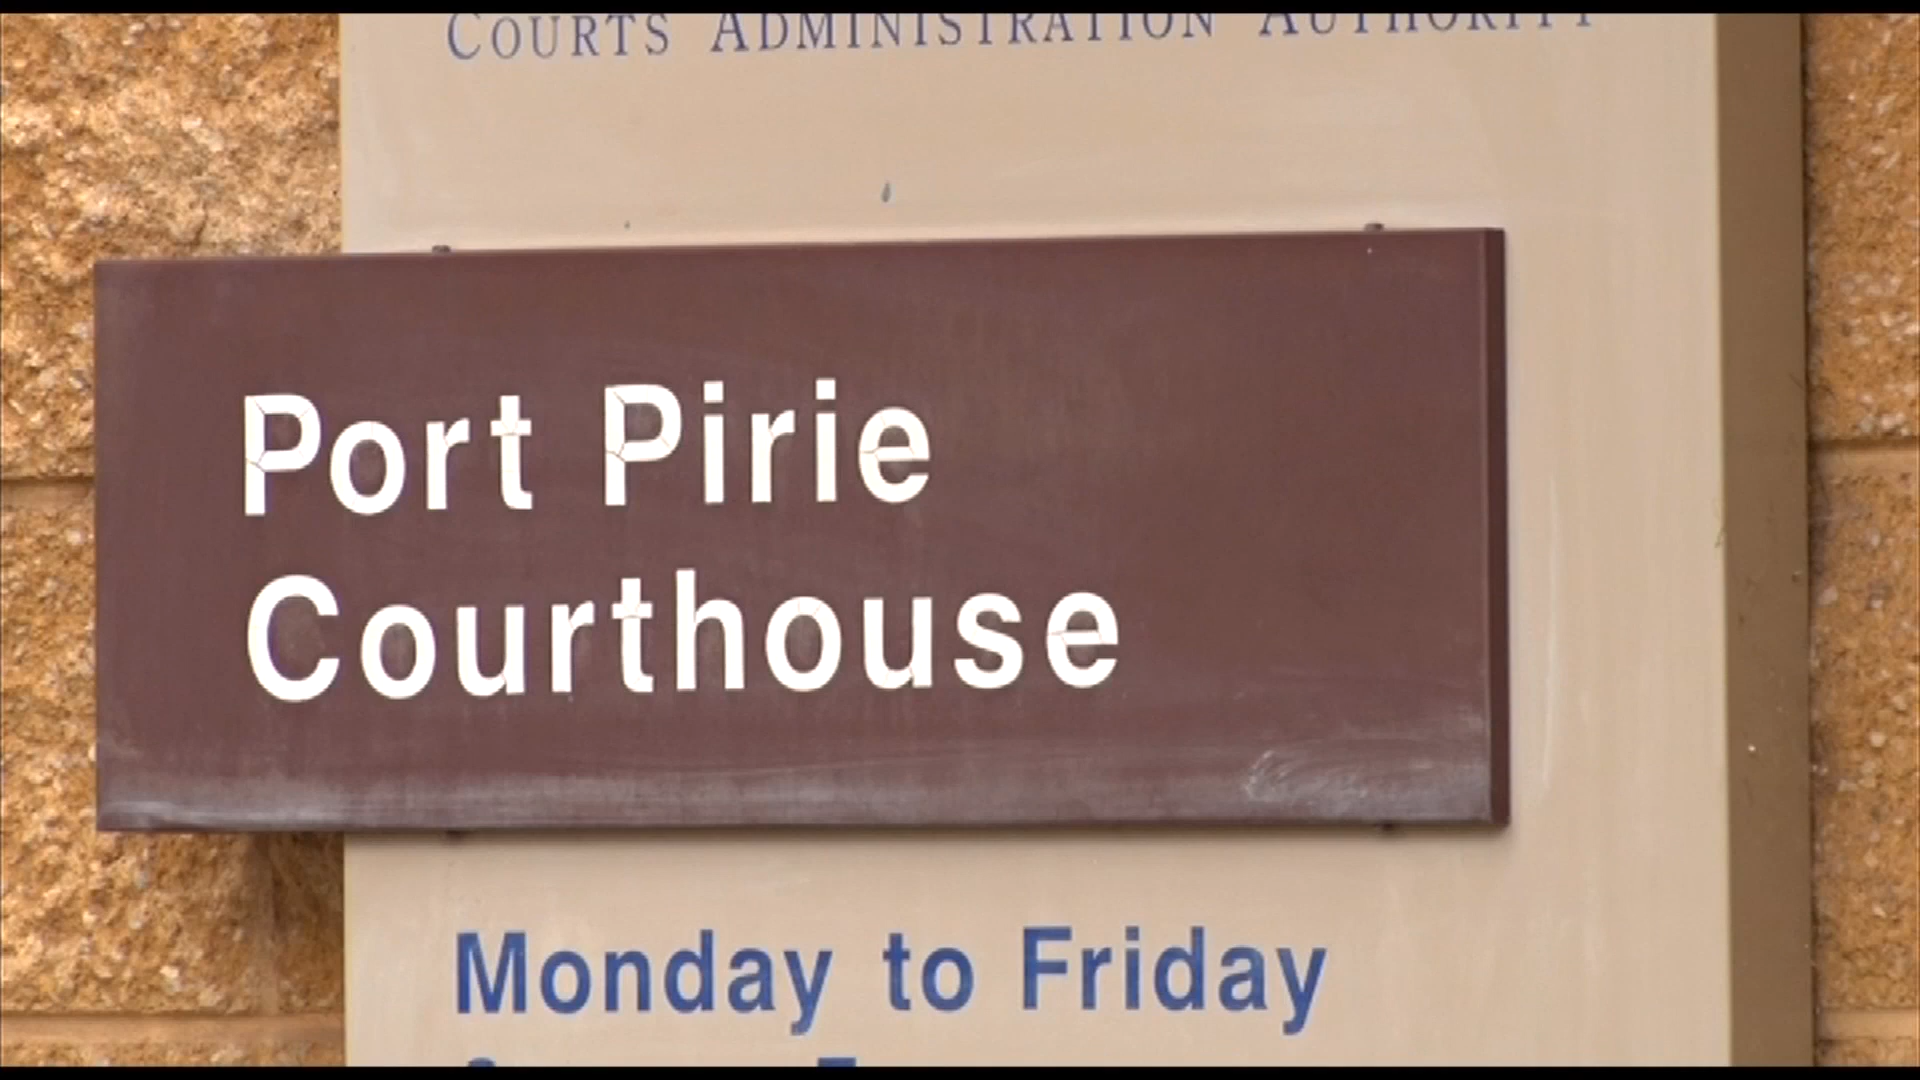 COURTS ADMINISTRATION AUTHORITY
Port Pirie
Courthouse
Monday to Friday